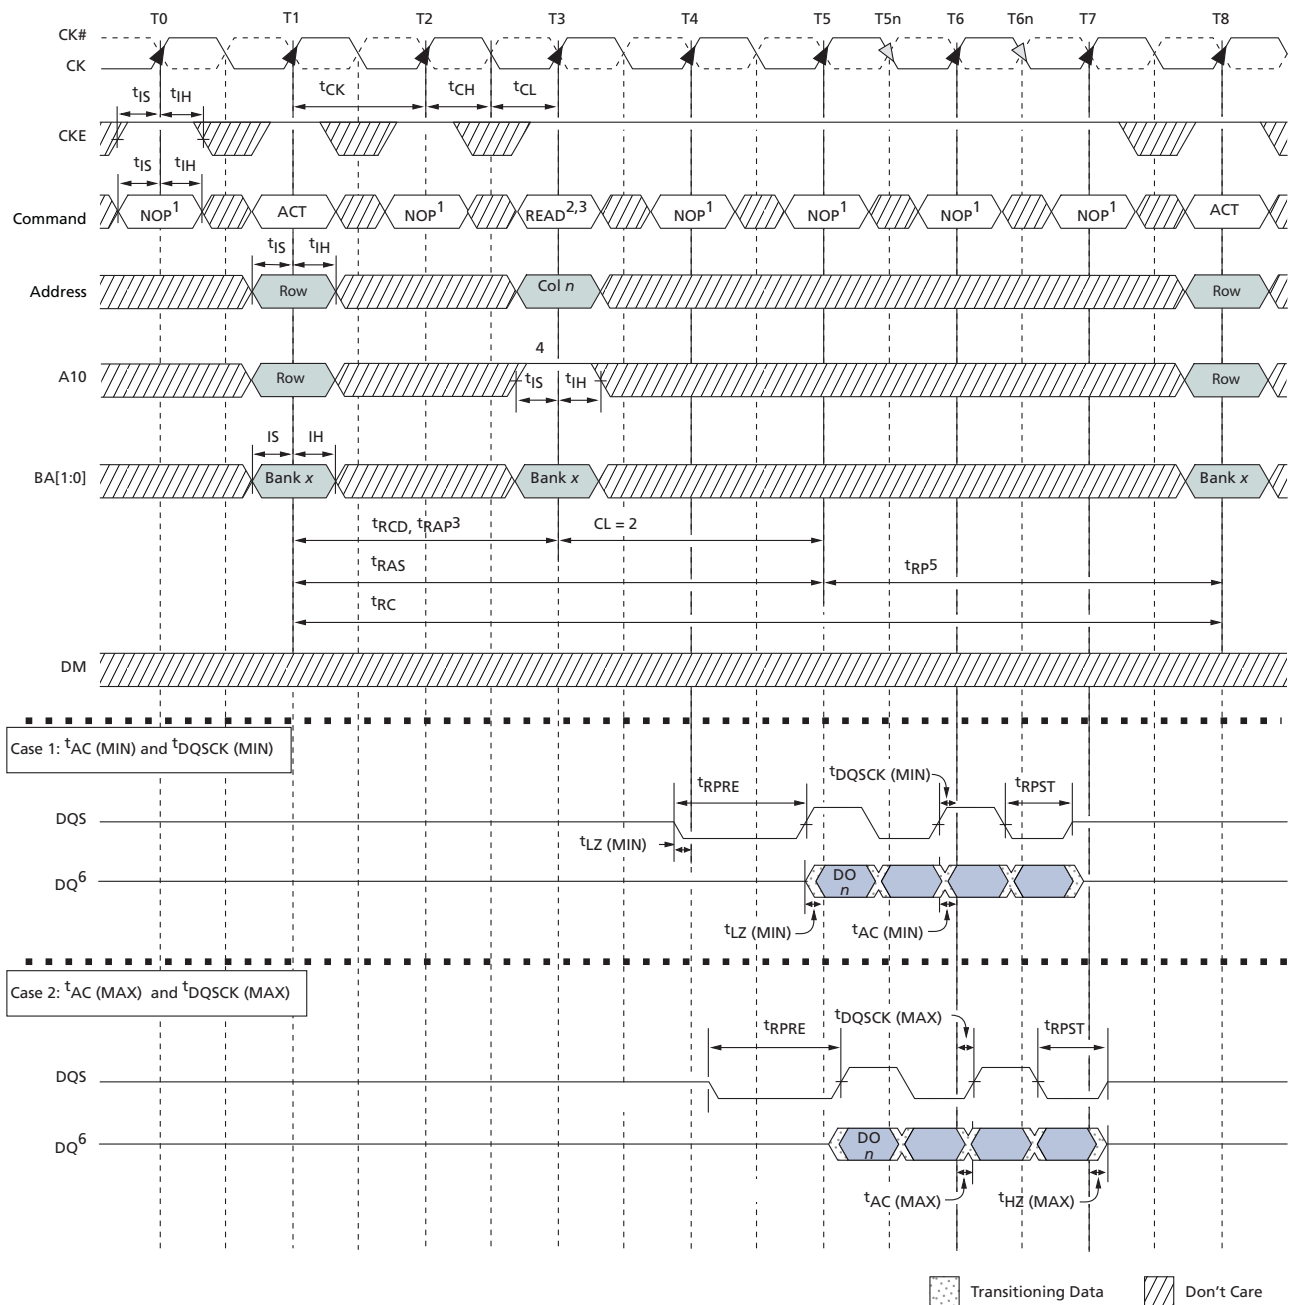 T0 T1 T2 T3 T4 T5 T5n T6 T6n T7 T8
CK#
CK
tIS tIH tCK tCH tCL
CKE
tIS tIH
Command NOP1 ACT NOP1 READ2,3 NOP1 NOP1 NOP1 NOP1 ACT
tIS tIH
Address Row Col n Row
4
A10 Row tIS tIH Row
IS IH
BA[1:0] Bank x Bank x Bank x
tRCD, tRAP3 CL = 2
tRAS tRP5
tRC
DM
Case 1: tAC (MIN) and tDQSCK (MIN)
tRPRE tDQSCK (MIN) tRPST
DQS
tLZ (MIN)
DQ6 DO n
tLZ (MIN) tAC (MIN)
Case 2: tAC (MAX) and tDQSCK (MAX)
tRPRE tDQSCK (MAX) tRPST
DQS
DQ6 DO n
tAC (MAX) tHZ (MAX)
Transitioning Data Don't Care